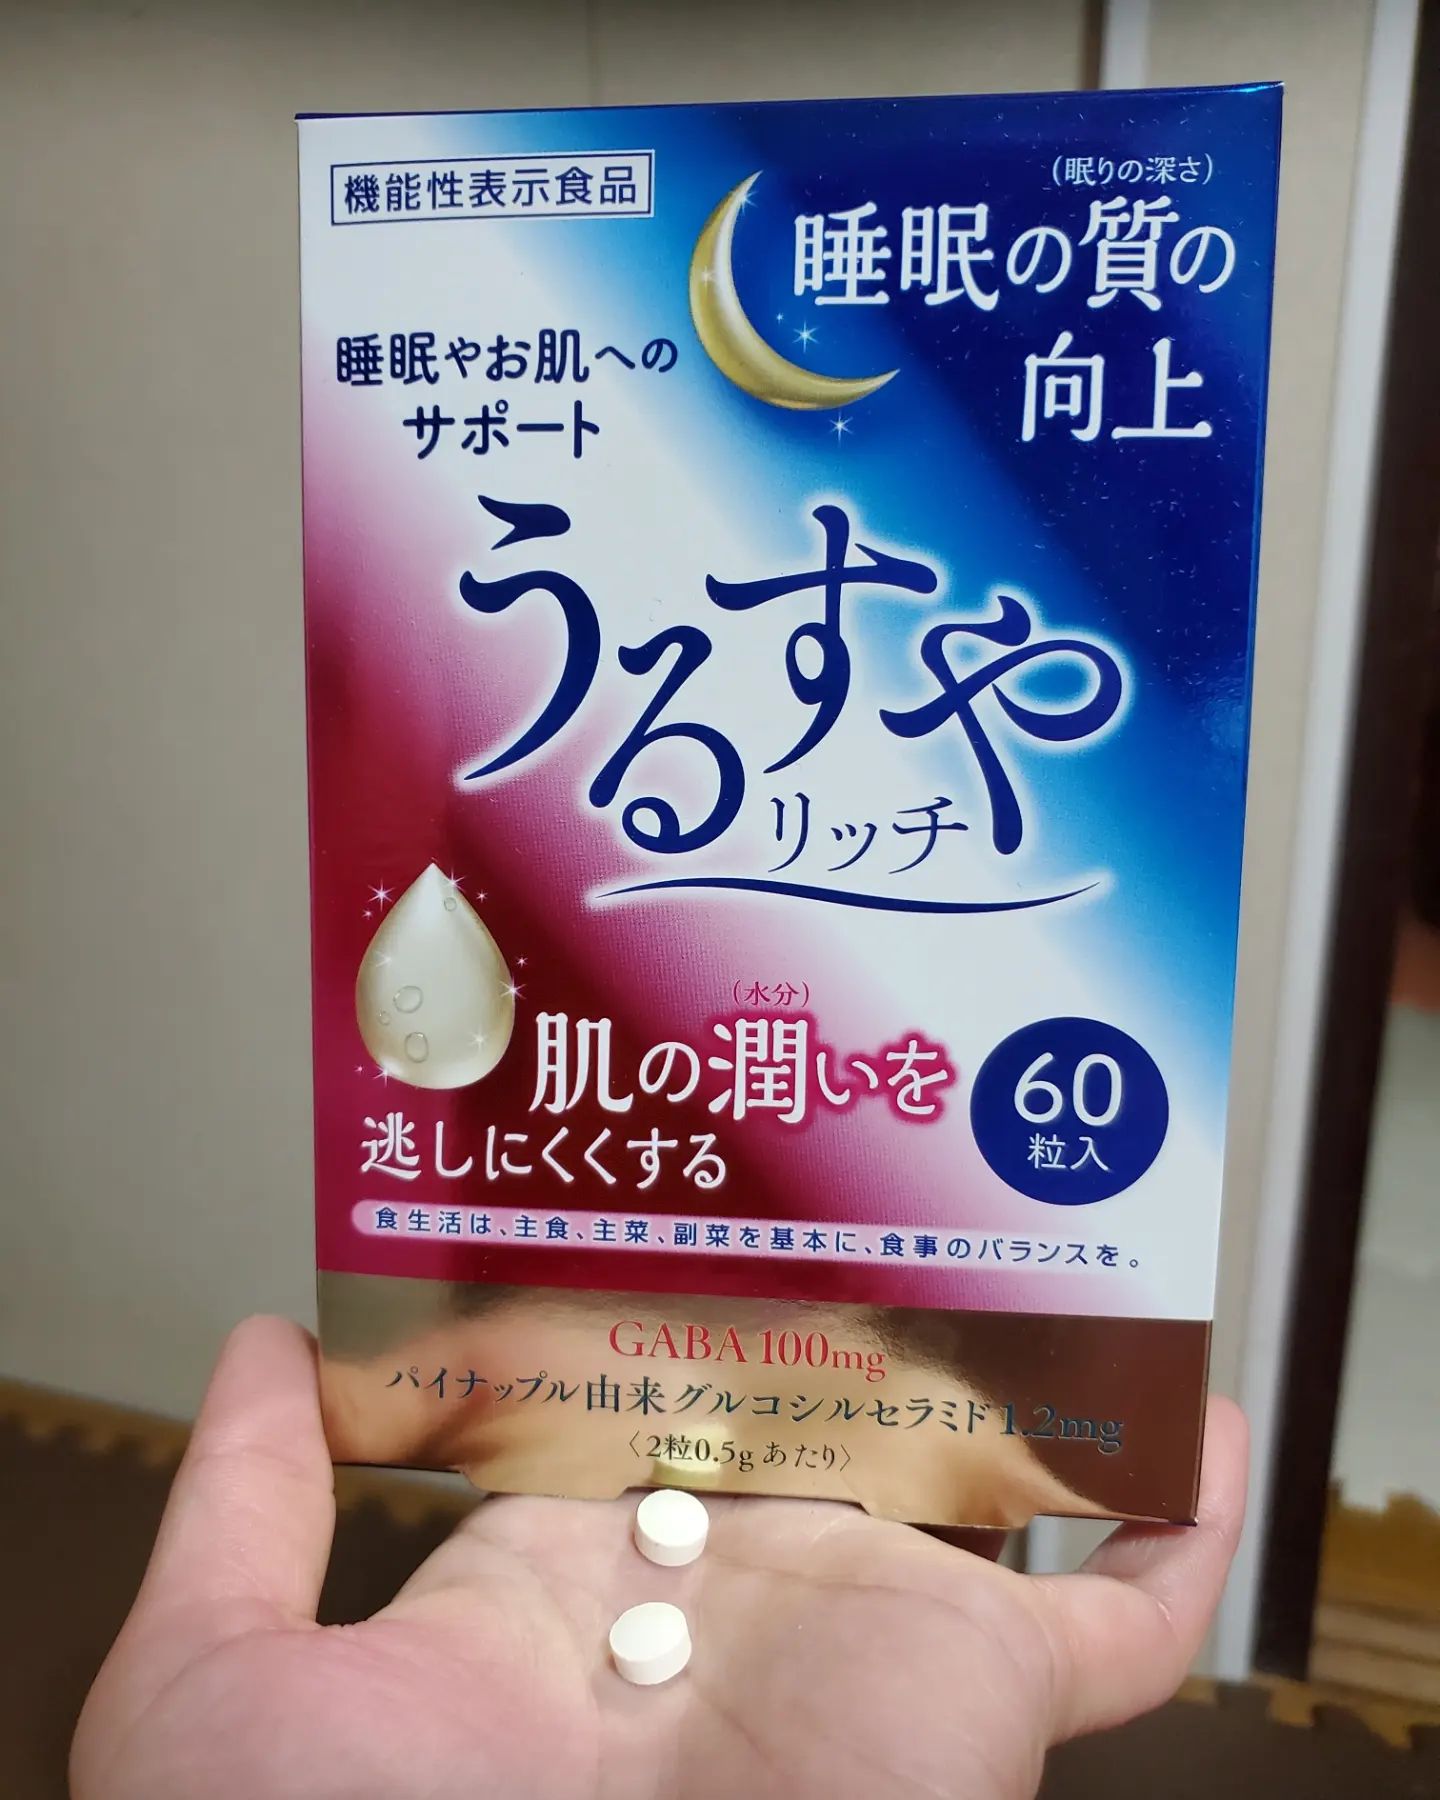 機能性表示食品
(眠りの深さ)
睡眠の質の
向上
睡眠やお肌への
サポート
うるすや
リッチ
(水分)
肌の潤いを
逃しにくくする
60
粒入
食生活は、主食、主菜、副菜を基本に、食事のバランスを。
GABA 100mg
パイナップル由来グルコシルセラミド 1.2mg
〈2粒0.5gあたり〉